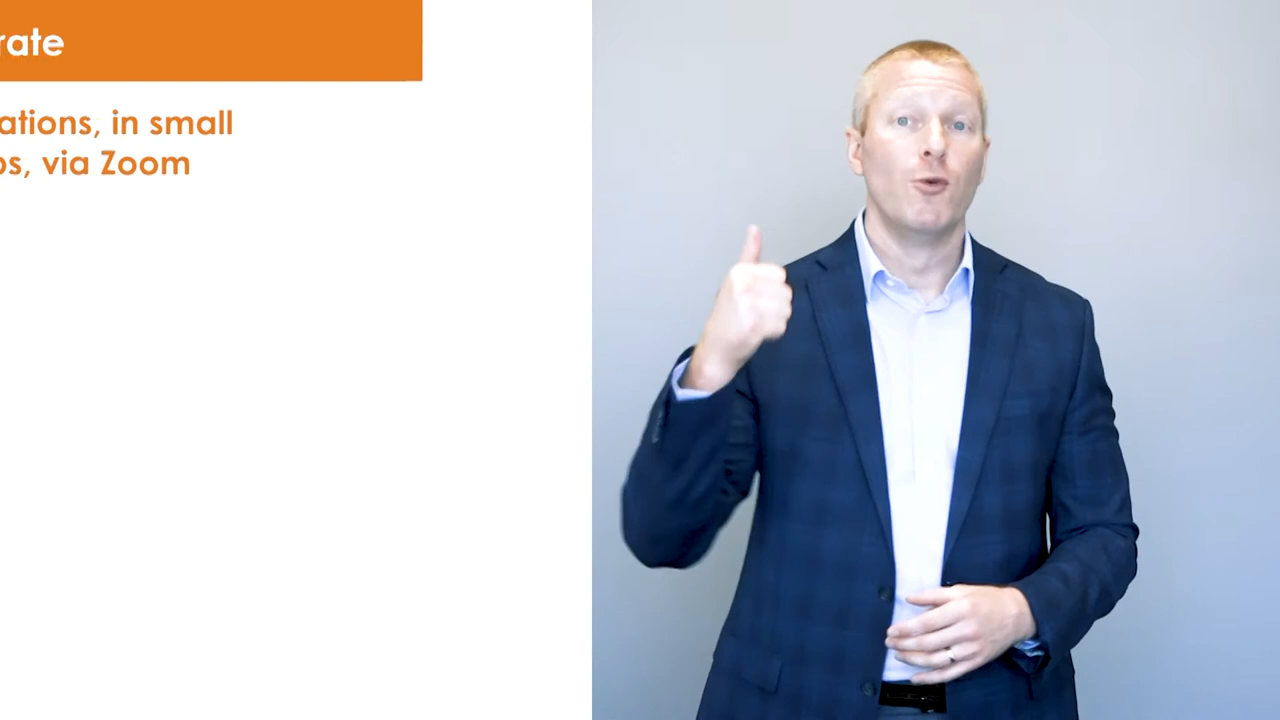 rate
ations, in small
os, via Zoom